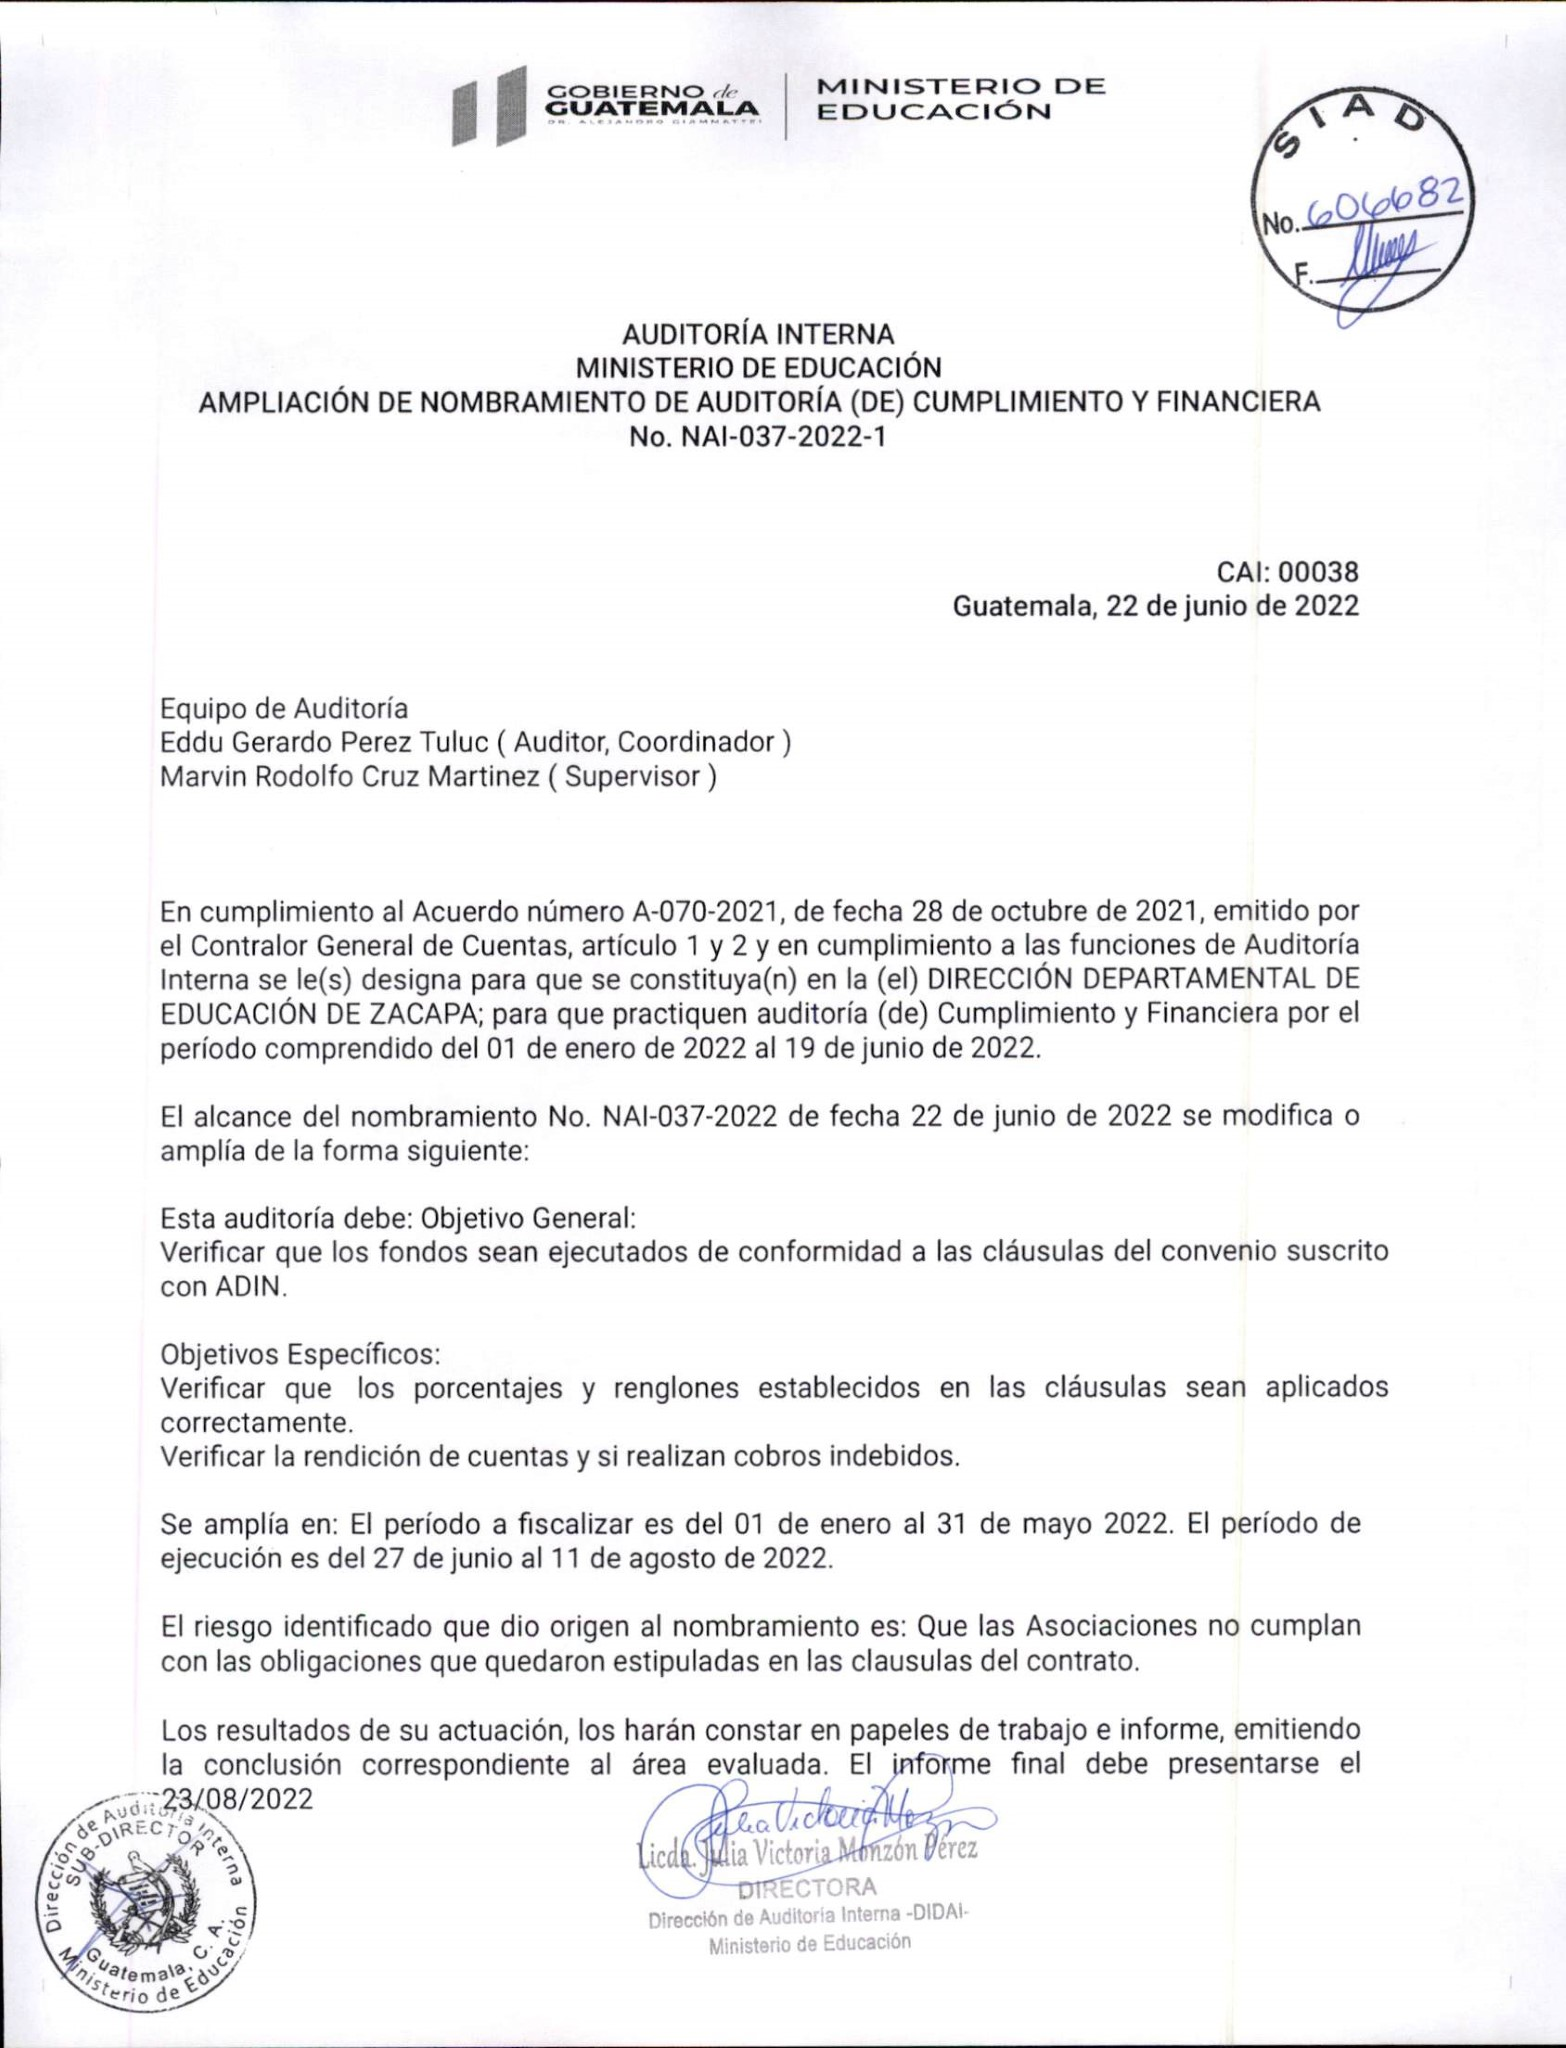 GOBIERNO de
GUATEMALA
DR. ALEJANDRO GIAMMATTEI
MINISTERIO DE
EDUCACIÓN
SIAD
No. 606682
F.
AUDITORÍA INTERNA
MINISTERIO DE EDUCACIÓN
AMPLIACIÓN DE NOMBRAMIENTO DE AUDITORÍA (DE) CUMPLIMIENTO Y FINANCIERA
No. NAI-037-2022-1
CAI: 00038
Guatemala, 22 de junio de 2022
Equipo de Auditoría
Eddu Gerardo Perez Tuluc ( Auditor, Coordinador )
Marvin Rodolfo Cruz Martinez ( Supervisor )
En cumplimiento al Acuerdo número A-070-2021, de fecha 28 de octubre de 2021, emitido por
el Contralor General de Cuentas, artículo 1 y 2 y en cumplimiento a las funciones de Auditoría
Interna se le(s) designa para que se constituya(n) en la (el) DIRECCIÓN DEPARTAMENTAL DE
EDUCACIÓN DE ZACAPA; para que practiquen auditoría (de) Cumplimiento y Financiera por el
período comprendido del 01 de enero de 2022 al 19 de junio de 2022.
El alcance del nombramiento No. NAI-037-2022 de fecha 22 de junio de 2022 se modifica o
amplía de la forma siguiente:
Esta auditoría debe: Objetivo General:
Verificar que los fondos sean ejecutados de conformidad a las cláusulas del convenio suscrito
con ADIN.
Objetivos Específicos:
Verificar que los porcentajes y renglones establecidos en las cláusulas sean aplicados
correctamente.
Verificar la rendición de cuentas y si realizan cobros indebidos.
Se amplía en: El período a fiscalizar es del 01 de enero al 31 de mayo 2022. El período de
ejecución es del 27 de junio al 11 de agosto de 2022.
El riesgo identificado que dio origen al nombramiento es: Que las Asociaciones no cumplan
con las obligaciones que quedaron estipuladas en las clausulas del contrato.
Los resultados de su actuación, los harán constar en papeles de trabajo e informe, emitiendo
la conclusión correspondiente al área evaluada. El informe final debe presentarse el
23/08/2022
Dirección de Auditoría Interna
SUB-DIRECTOR
Guatemala, C. A.
Ministerio de Educación
Licda. Julia Victoria Monzón Pérez
DIRECTORA
Dirección de Auditoría Interna -DIDAI-
Ministerio de Educación